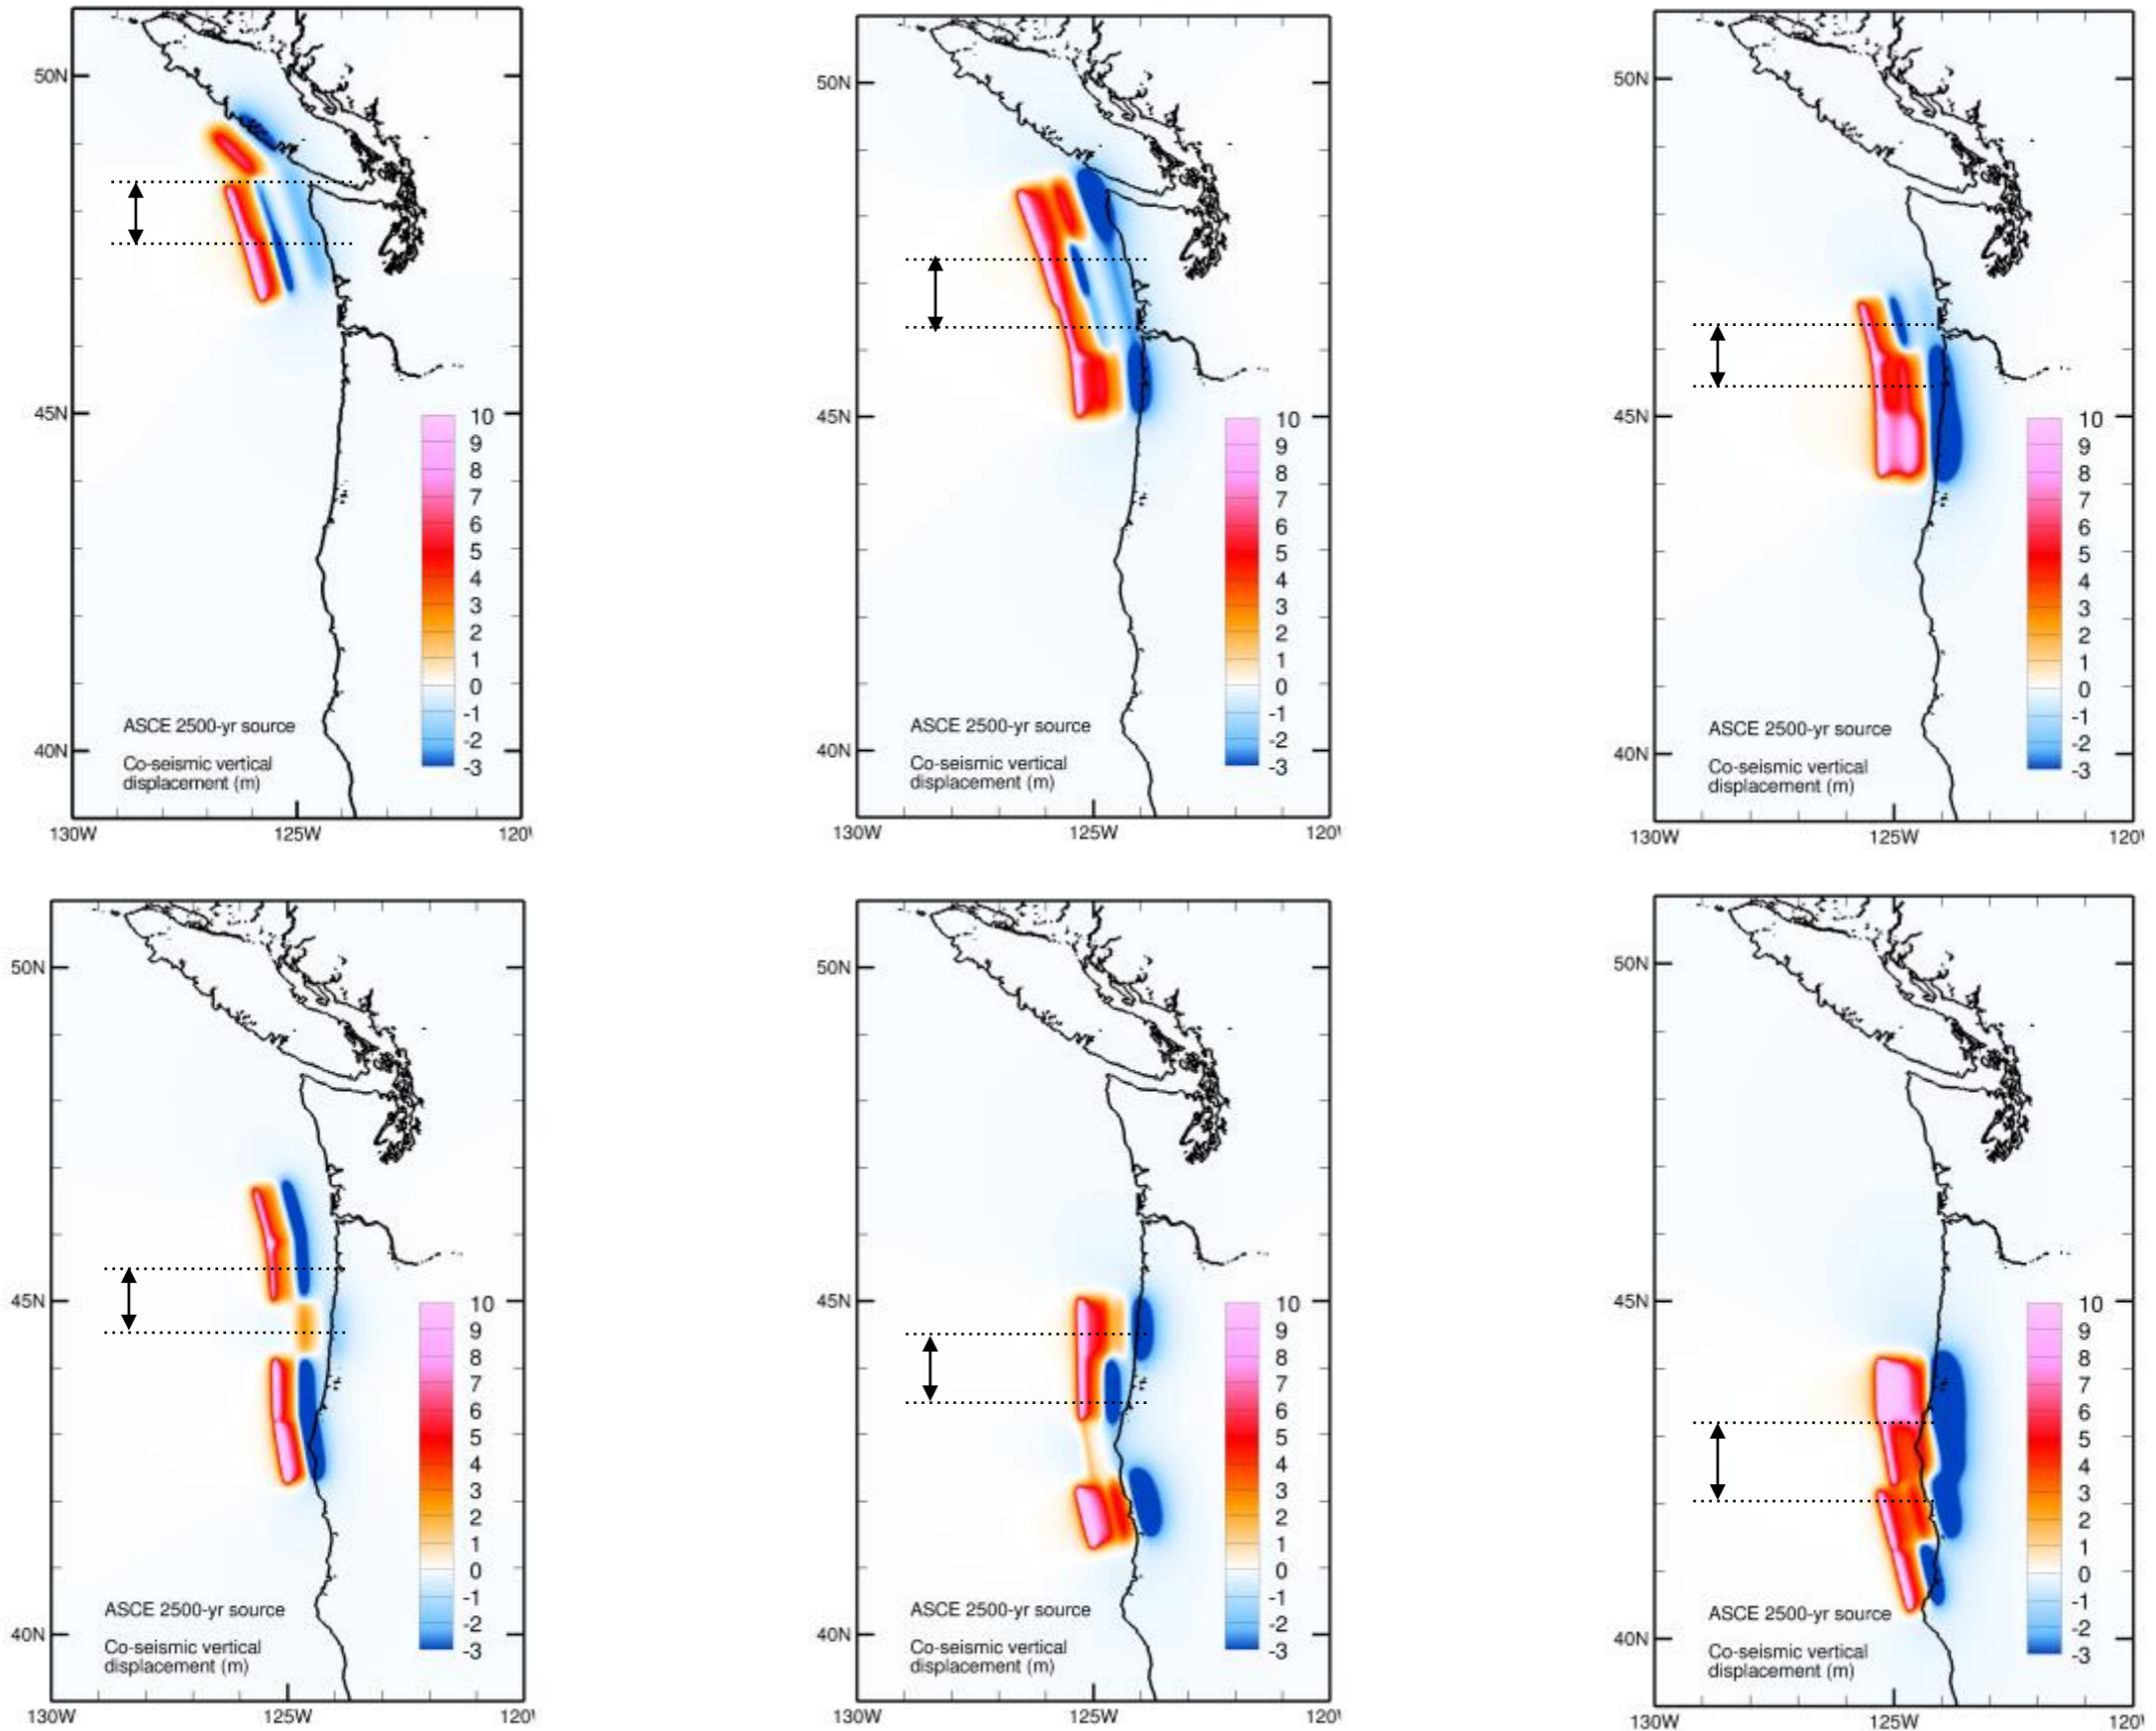 50N
45N
40N
130W
125W
120
10
9
8
7
6
5
4
3
2
1
0
-1
-2
-3
ASCE 2500-yr source
Co-seismic vertical
displacement (m)
50N
45N
40N
130W
125W
120
10
9
8
7
6
5
4
3
2
1
0
-1
-2
-3
ASCE 2500-yr source
Co-seismic vertical
displacement (m)
50N
45N
40N
130W
125W
120
10
9
8
7
6
5
4
3
2
1
0
-1
-2
-3
ASCE 2500-yr source
Co-seismic vertical
displacement (m)
50N
45N
40N
130W
125W
120
10
9
8
7
6
5
4
3
2
1
0
-1
-2
-3
ASCE 2500-yr source
Co-seismic vertical
displacement (m)
50N
45N
40N
130W
125W
120
10
9
8
7
6
5
4
3
2
1
0
-1
-2
-3
ASCE 2500-yr source
Co-seismic vertical
displacement (m)
50N
45N
40N
130W
125W
120
10
9
8
7
6
5
4
3
2
1
0
-1
-2
-3
ASCE 2500-yr source
Co-seismic vertical
displacement (m)